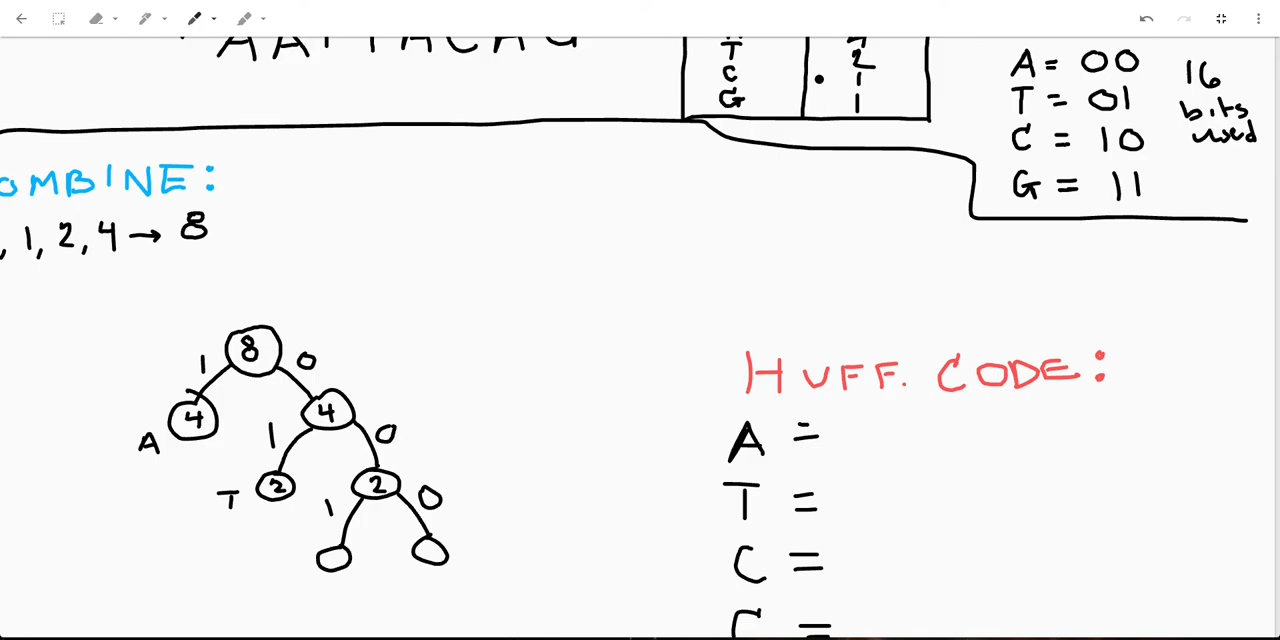 AATTACAG
4
T 2
C 1
G 1
A = 00
T = 01
C = 10
G = 11
16
bits
used
OMBINE:
, 1, 2, 4 → 8
8
1 0
4 4
A
1 0
2 2
T
1 0
HUFF. CODE:
A =
T =
C =
=